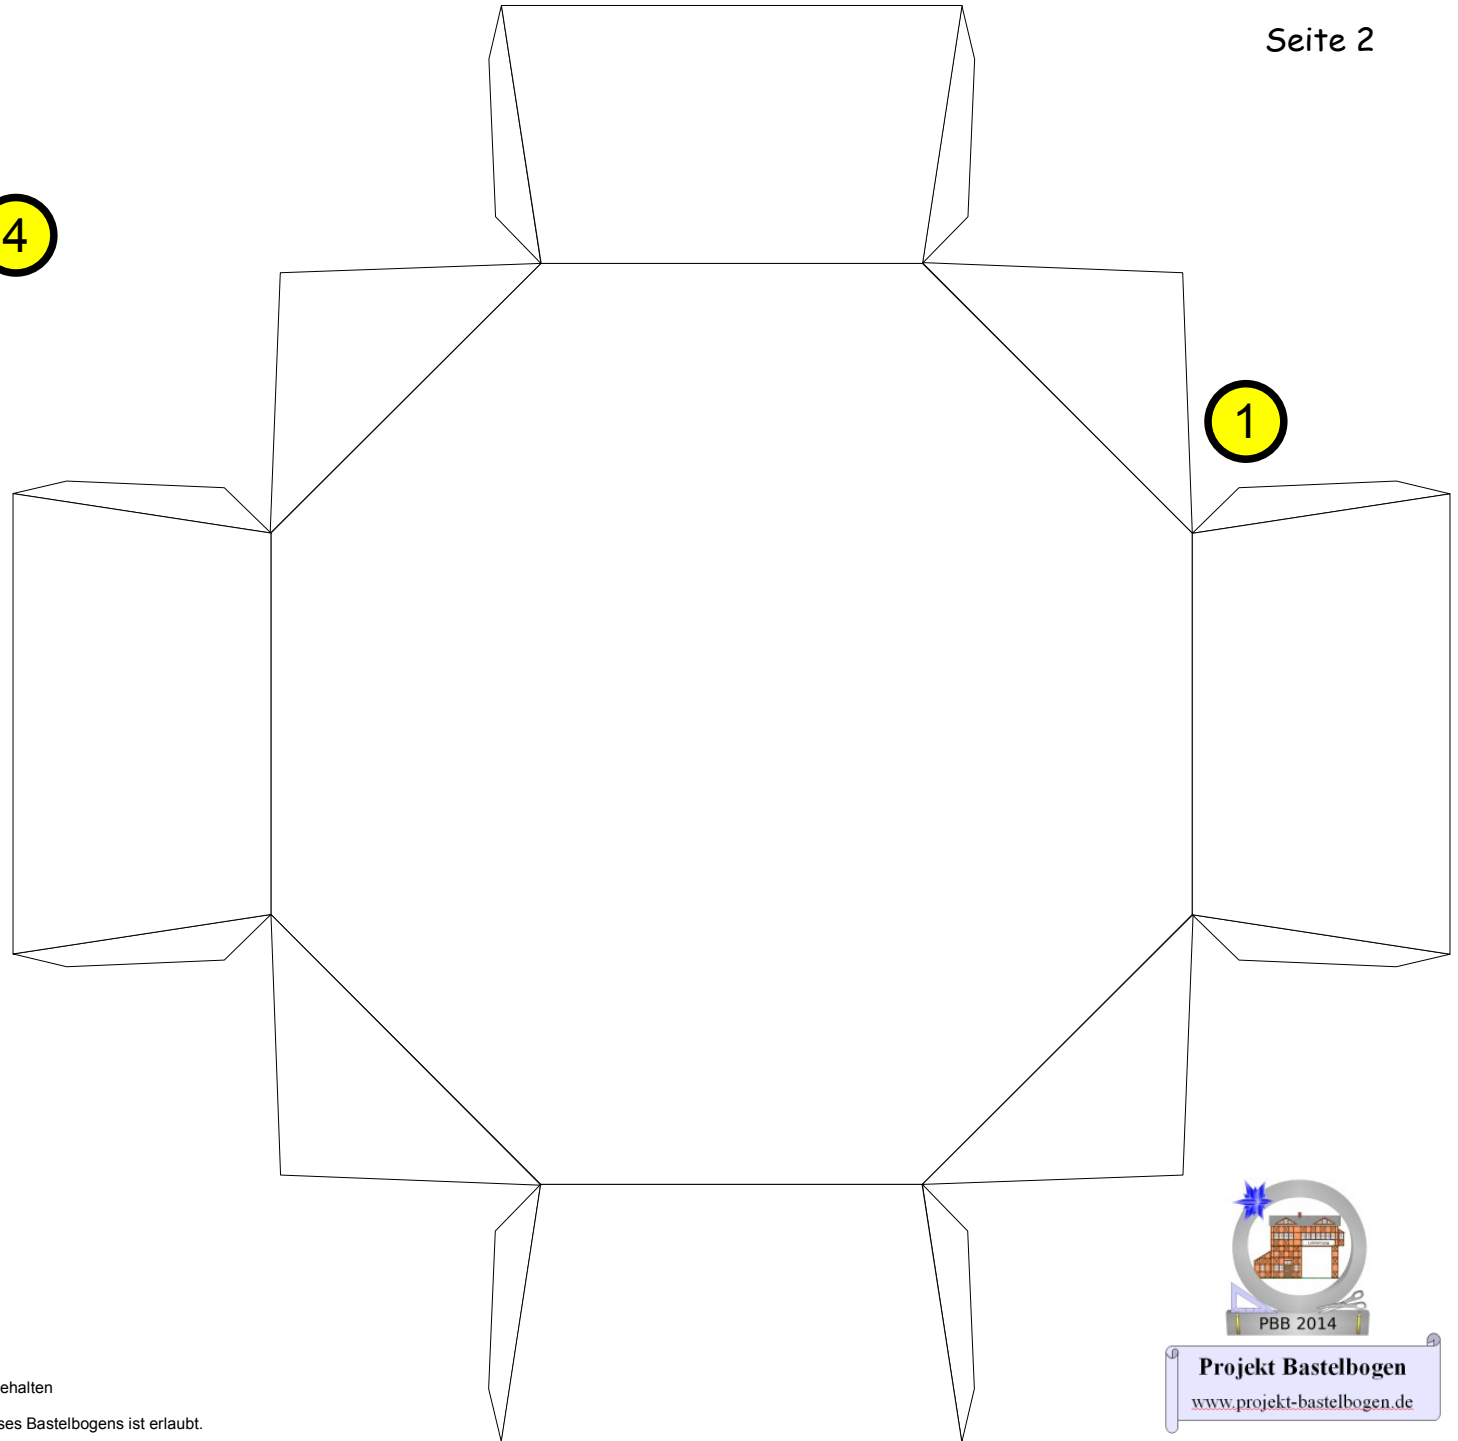 Seite 2
4
1
PBB 2014
Projekt Bastelbogen
www.projekt-bastelbogen.de
ehalten
ses Bastelbogens ist erlaubt.